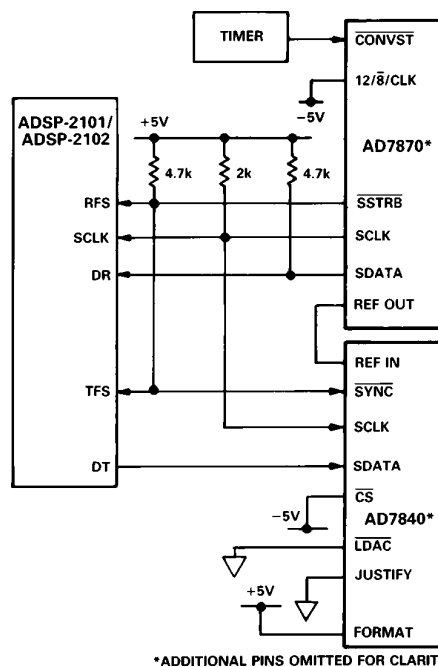 TIMER
CONVST
12/8/CLK
−5V
AD7870*
ADSP-2101/
ADSP-2102
+5V
4.7k
2k
4.7k
RFS
SSTRB
SCLK
SCLK
DR
SDATA
REF OUT
REF IN
TFS
SYNC
SCLK
DT
SDATA
CS
−5V
AD7840*
LDAC
JUSTIFY
+5V
FORMAT
*ADDITIONAL PINS OMITTED FOR CLARIT